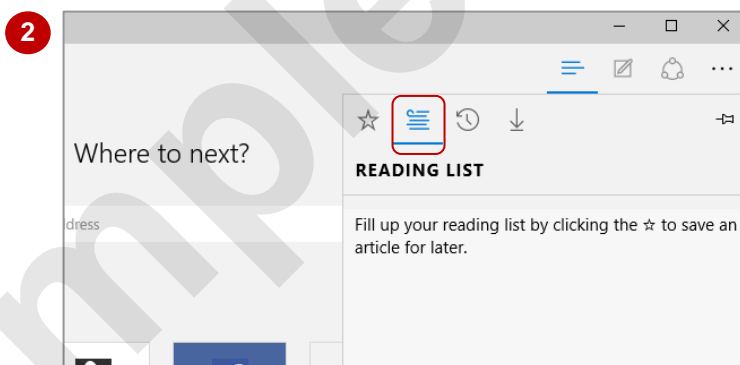 2
Where to next?
dress
READING LIST
Fill up your reading list by clicking the ☆ to save an
article for later.
mple